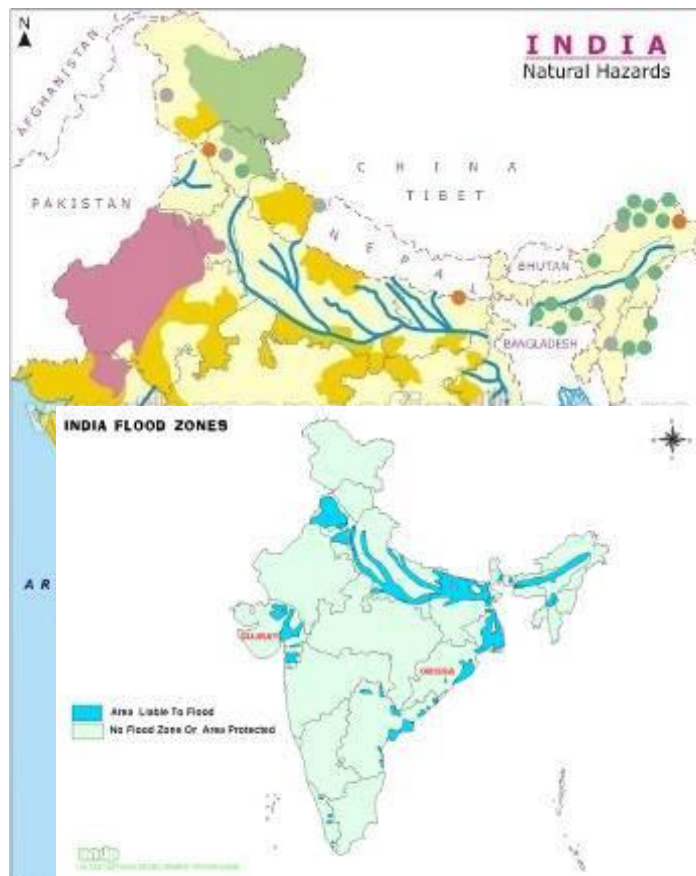 N
INDIA
Natural Hazards
AFGHANISTAN
PAKISTAN
CHINA
TIBET
NEPAL
BHUTAN
BANGLADESH
INDIA FLOOD ZONES
AR
GUJRAT
ORISSA
Area Liable To Flood
No Flood Zone Or Area Protected